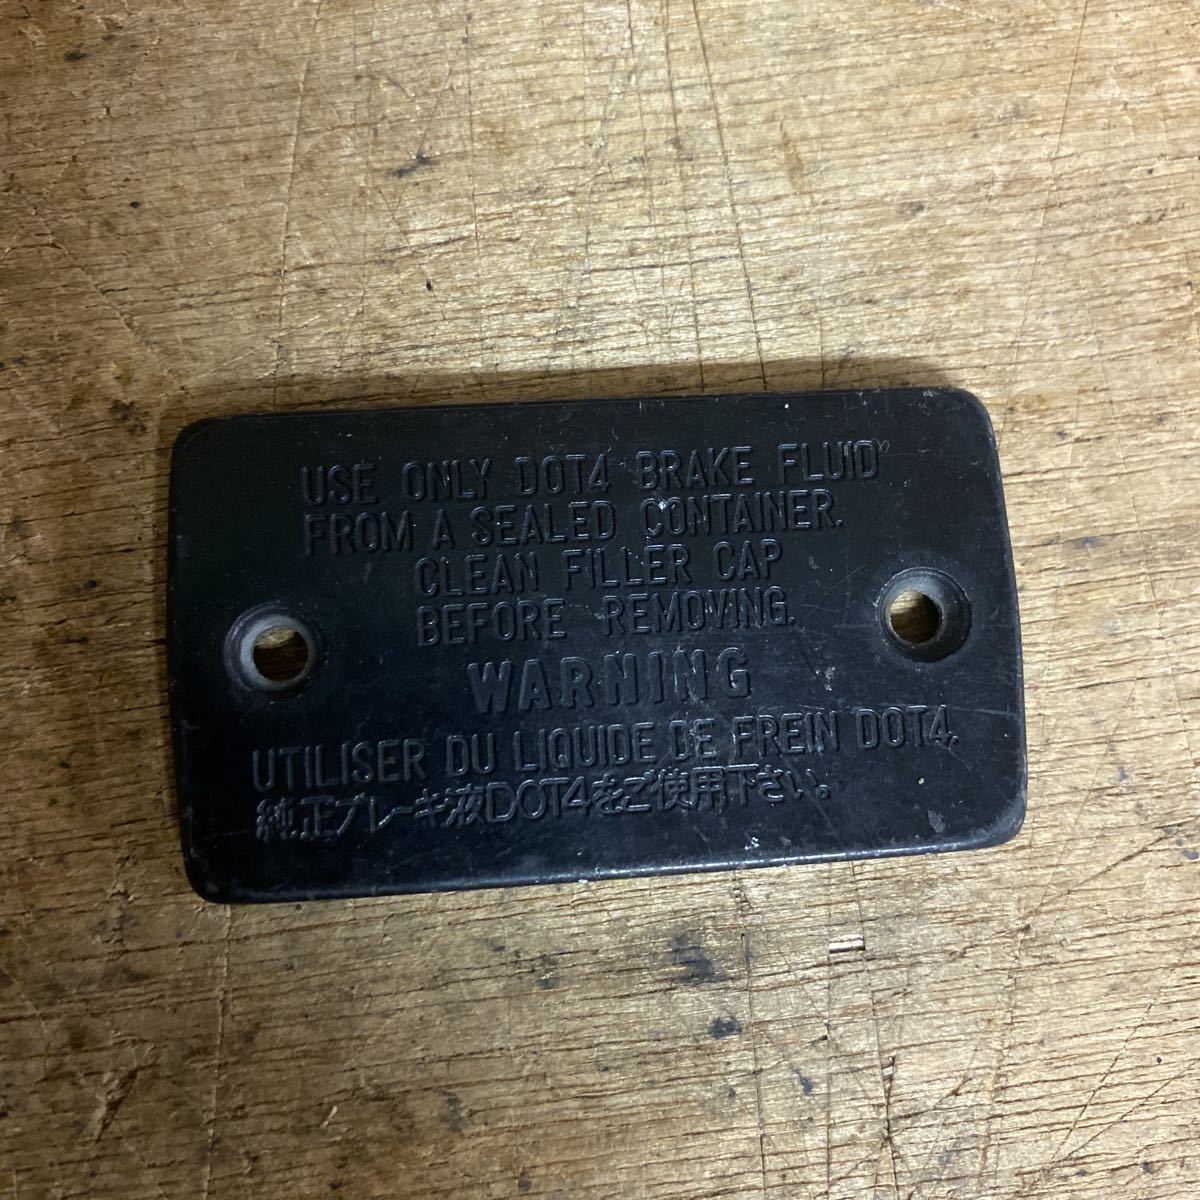 USE ONLY DOT4 BRAKE FLUID
FROM A SEALED CONTAINER.
CLEAN FILLER CAP
BEFORE REMOVING.
WARNING
UTILISER DU LIQUIDE DE FREIN DOT4.
純正ブレーキ液DOT4をご使用下さい。